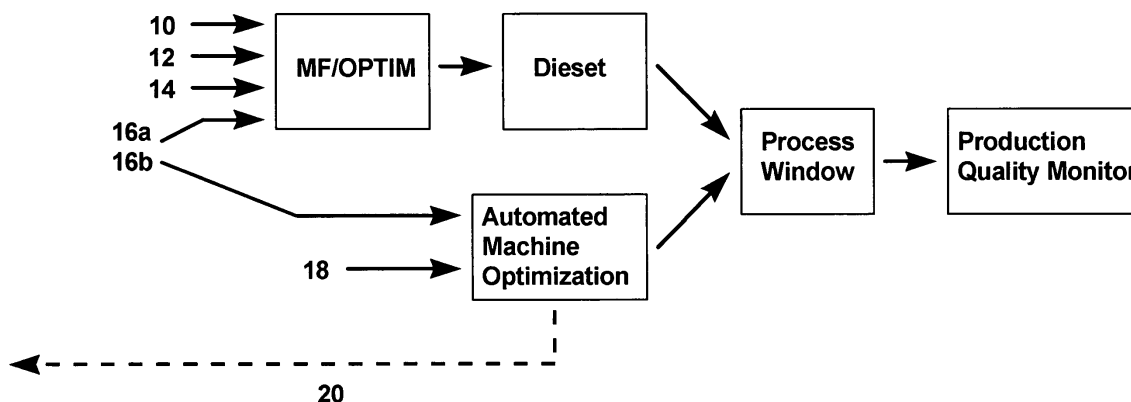 10
12
14
16a
16b
MF/OPTIM
Dieset
Process
Window
Production
Quality Monitor
Automated
Machine
Optimization
18
20